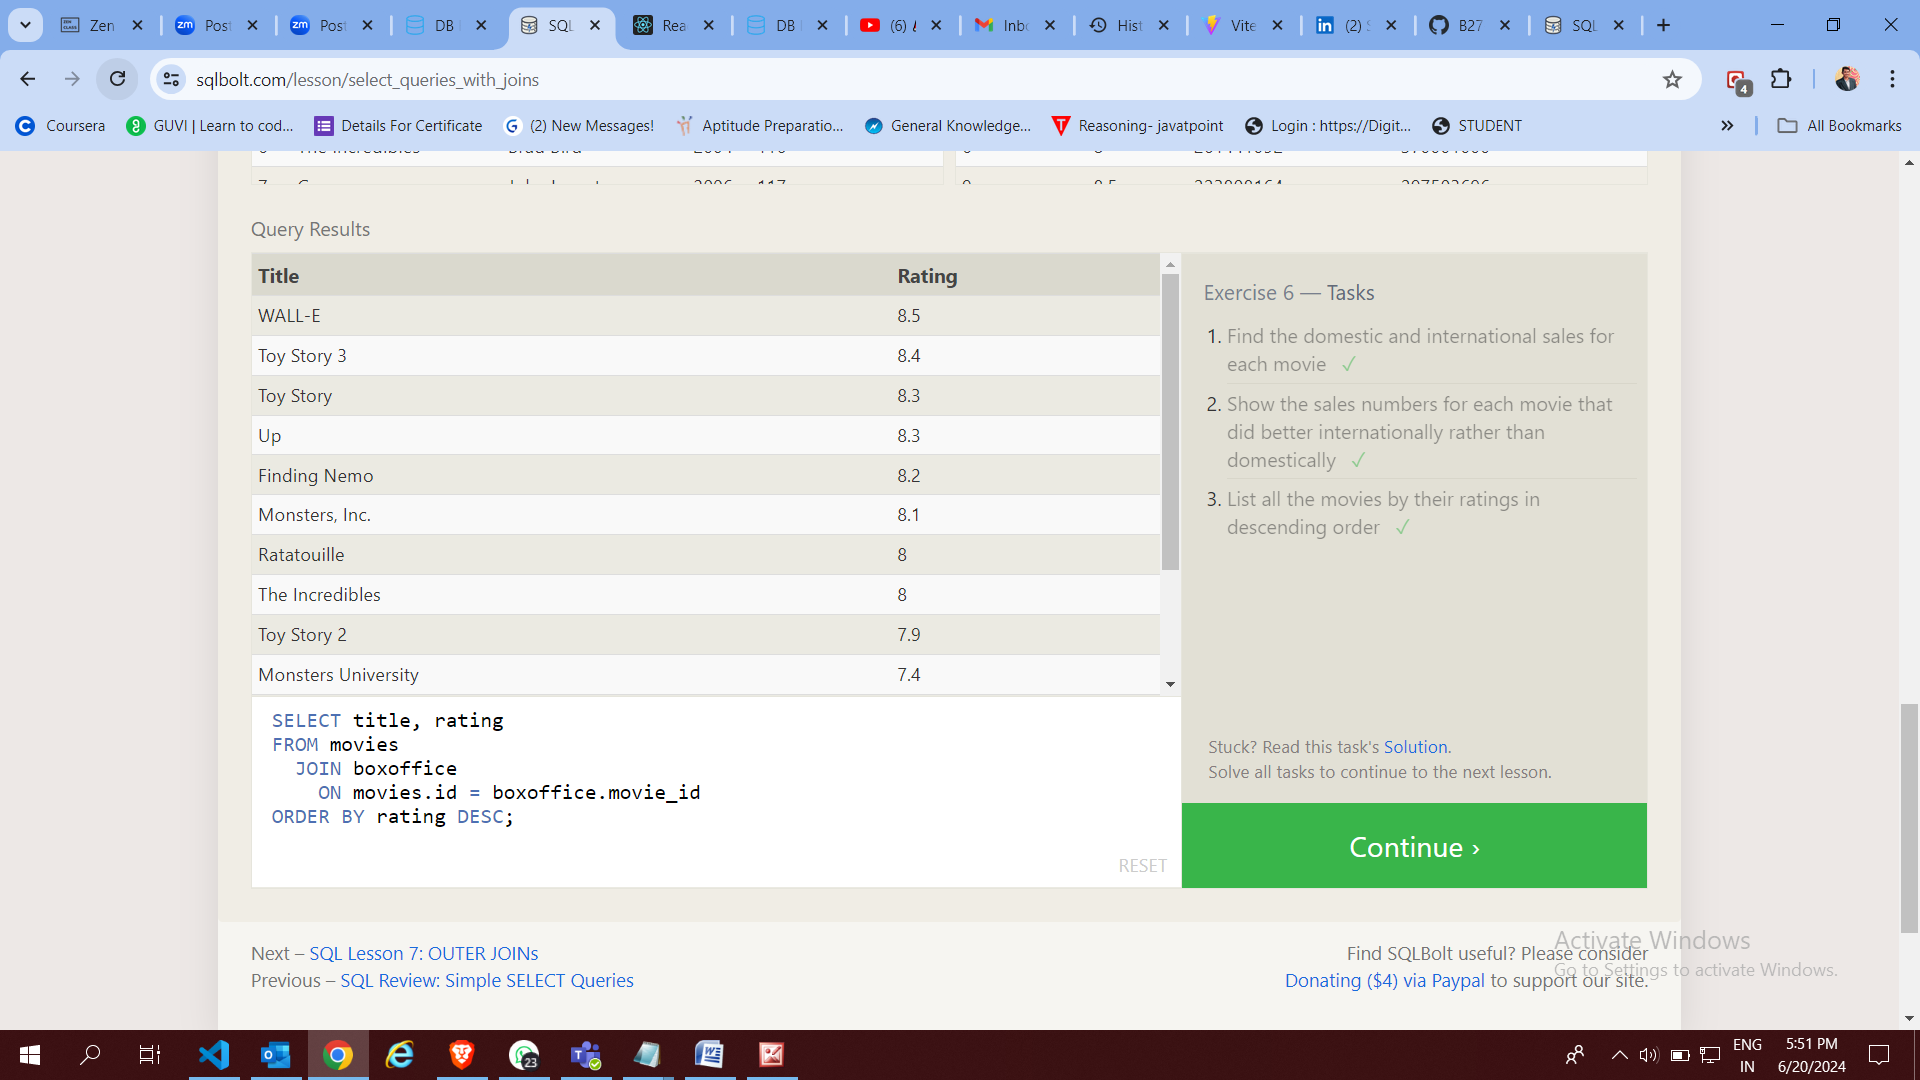 Zen
Post
Post
DB
SQL
Rea
DB
(6)
Inbo
Hist
Vite
(2) S
B27
SQL
sqlbolt.com/lesson/select_queries_with_joins
4
Coursera
GUVI | Learn to cod...
Details For Certificate
(2) New Messages!
Aptitude Preparatio...
General Knowledge...
Reasoning- javatpoint
Login : https://Digit...
STUDENT
All Bookmarks
Query Results
Title Rating
WALL-E 8.5
Toy Story 3 8.4
Toy Story 8.3
Up 8.3
Finding Nemo 8.2
Monsters, Inc. 8.1
Ratatouille 8
The Incredibles 8
Toy Story 2 7.9
Monsters University 7.4
SELECT title, rating
FROM movies
JOIN boxoffice
ON movies.id = boxoffice.movie_id
ORDER BY rating DESC;
RESET
Exercise 6 — Tasks
1. Find the domestic and international sales for
each movie ✓
2. Show the sales numbers for each movie that
did better internationally rather than
domestically ✓
3. List all the movies by their ratings in
descending order ✓
Stuck? Read this task's Solution.
Solve all tasks to continue to the next lesson.
Continue ›
Next – SQL Lesson 7: OUTER JOINs
Previous – SQL Review: Simple SELECT Queries
Find SQLBolt useful? Please consider
Donating ($4) via Paypal to support our site.
Activate Windows
Go to Settings to activate Windows.
23
ENG
IN
5:51 PM
6/20/2024